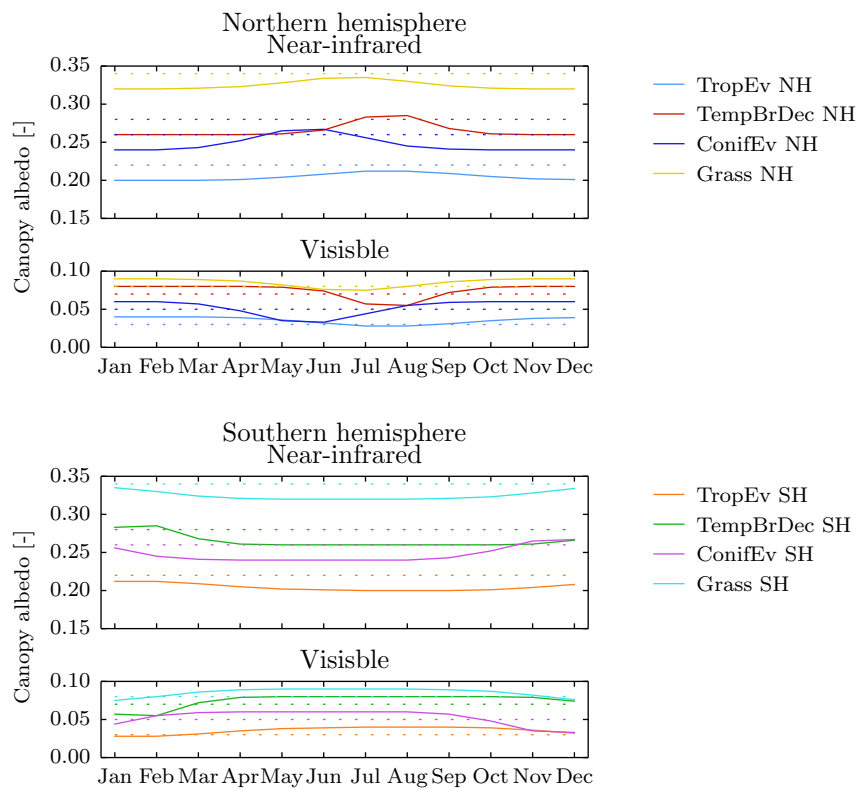 Northern hemisphere
Near-infrared
0.35
0.30
0.25
0.20
0.15
Canopy albedo [-]
TropEv NH
TempBrDec NH
ConifEv NH
Grass NH
Visisble
0.10
0.05
0.00
Jan Feb Mar Apr May Jun Jul Aug Sep Oct Nov Dec
Southern hemisphere
Near-infrared
0.35
0.30
0.25
0.20
0.15
Canopy albedo [-]
TropEv SH
TempBrDec SH
ConifEv SH
Grass SH
Visisble
0.10
0.05
0.00
Jan Feb Mar Apr May Jun Jul Aug Sep Oct Nov Dec